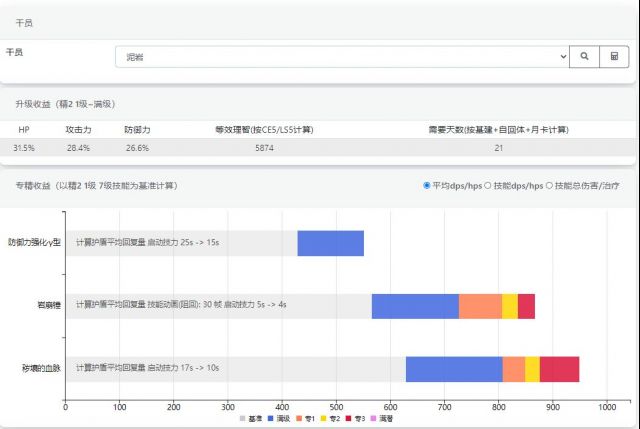 干员
干员 泥岩
升级收益（精2 1级~满级）
HP 攻击力 防御力 等效理智(按CE5/LS5计算) 需要天数(按基建+自回体+月卡计算)
31.5% 28.4% 26.6% 5874 21
专精收益（以精2 1级 7级技能为基准计算） 平均dps/hps 技能dps/hps 技能总伤害/治疗
防御力强化·γ型 计算护盾平均回复量 启动技力 25s -> 15s
岩崩锤 计算护盾平均回复量 技能动画(阻回): 30 帧 启动技力 5s -> 4s
秽壤的血脉 计算护盾平均回复量 启动技力 17s -> 10s
0 100 200 300 400 500 600 700 800 900 1000
基准 满级 专1 专2 专3 满潜